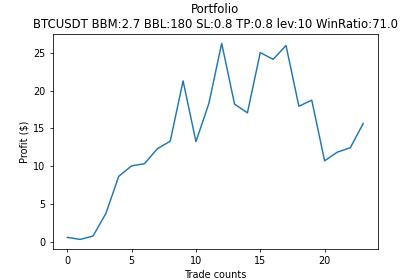 Portfolio
BTCUSDT BBM:2.7 BBL:180 SL:0.8 TP:0.8 lev:10 WinRatio:71.0
25
20
15
10
5
0
Profit ($)
0 5 10 15 20
Trade counts